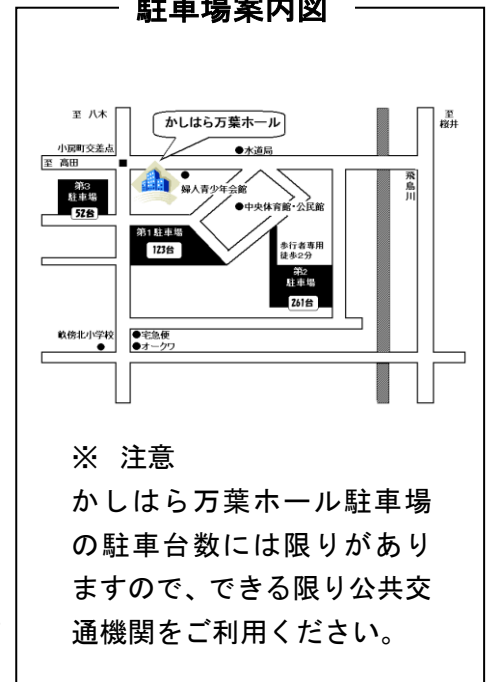 駐車場案内図
至 八木
かしはら万葉ホール
至
桜井
小房町交差点
●水道局
至 高田
飛鳥川
婦人青少年会館
第3
駐車場
52台
●中央体育館・公民館
第1駐車場
123台
歩行者専用
徒歩2分
第2
駐車場
261台
畝傍北小学校
●宅急便
●オークワ
※ 注意
かしはら万葉ホール駐車場
の駐車台数には限りがあり
ますので、できる限り公共交
通機関をご利用ください。